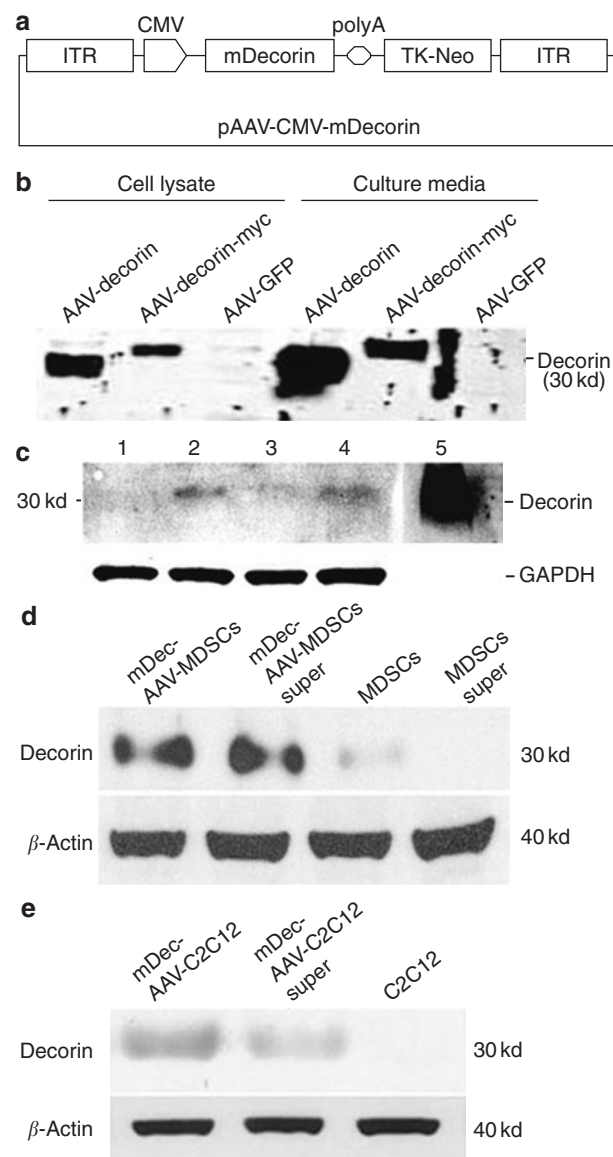 a
CMV
polyA
ITR
mDecorin
TK-Neo
ITR
pAAV-CMV-mDecorin
b
Cell lysate
Culture media
AAV-decorin
AAV-decorin-myc
AAV-GFP
AAV-decorin
AAV-decorin-myc
AAV-GFP
Decorin
(30 kd)
c
1 2 3 4 5
30 kd
Decorin
GAPDH
d
mDec-
AAV-MDSCs
mDec-
AAV-MDSCs
super
MDSCs
MDSCs
super
Decorin
30 kd
β-Actin
40 kd
e
mDec-
AAV-C2C12
mDec-
AAV-C2C12
super
C2C12
Decorin
30 kd
β-Actin
40 kd